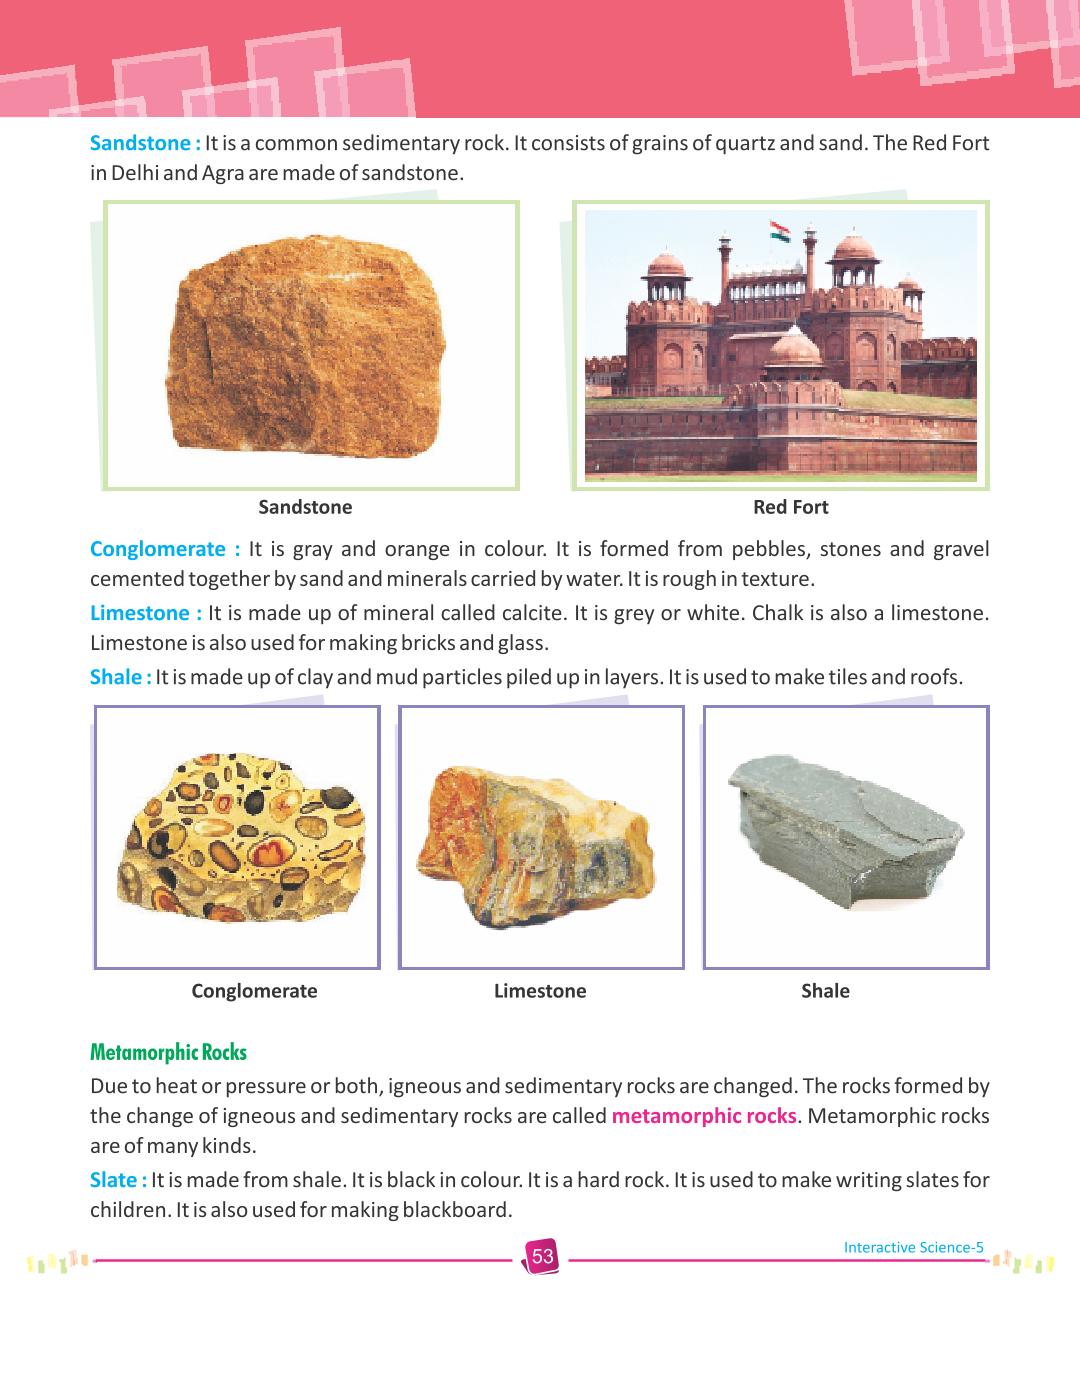 Sandstone : It is a common sedimentary rock. It consists of grains of quartz and sand. The Red Fort
in Delhi and Agra are made of sandstone.
Sandstone
Red Fort
Conglomerate : It is gray and orange in colour. It is formed from pebbles, stones and gravel
cemented together by sand and minerals carried by water. It is rough in texture.
Limestone : It is made up of mineral called calcite. It is grey or white. Chalk is also a limestone.
Limestone is also used for making bricks and glass.
Shale : It is made up of clay and mud particles piled up in layers. It is used to make tiles and roofs.
Conglomerate
Limestone
Shale
Metamorphic Rocks
Due to heat or pressure or both, igneous and sedimentary rocks are changed. The rocks formed by
the change of igneous and sedimentary rocks are called metamorphic rocks. Metamorphic rocks
are of many kinds.
Slate : It is made from shale. It is black in colour. It is a hard rock. It is used to make writing slates for
children. It is also used for making blackboard.
53
Interactive Science-5